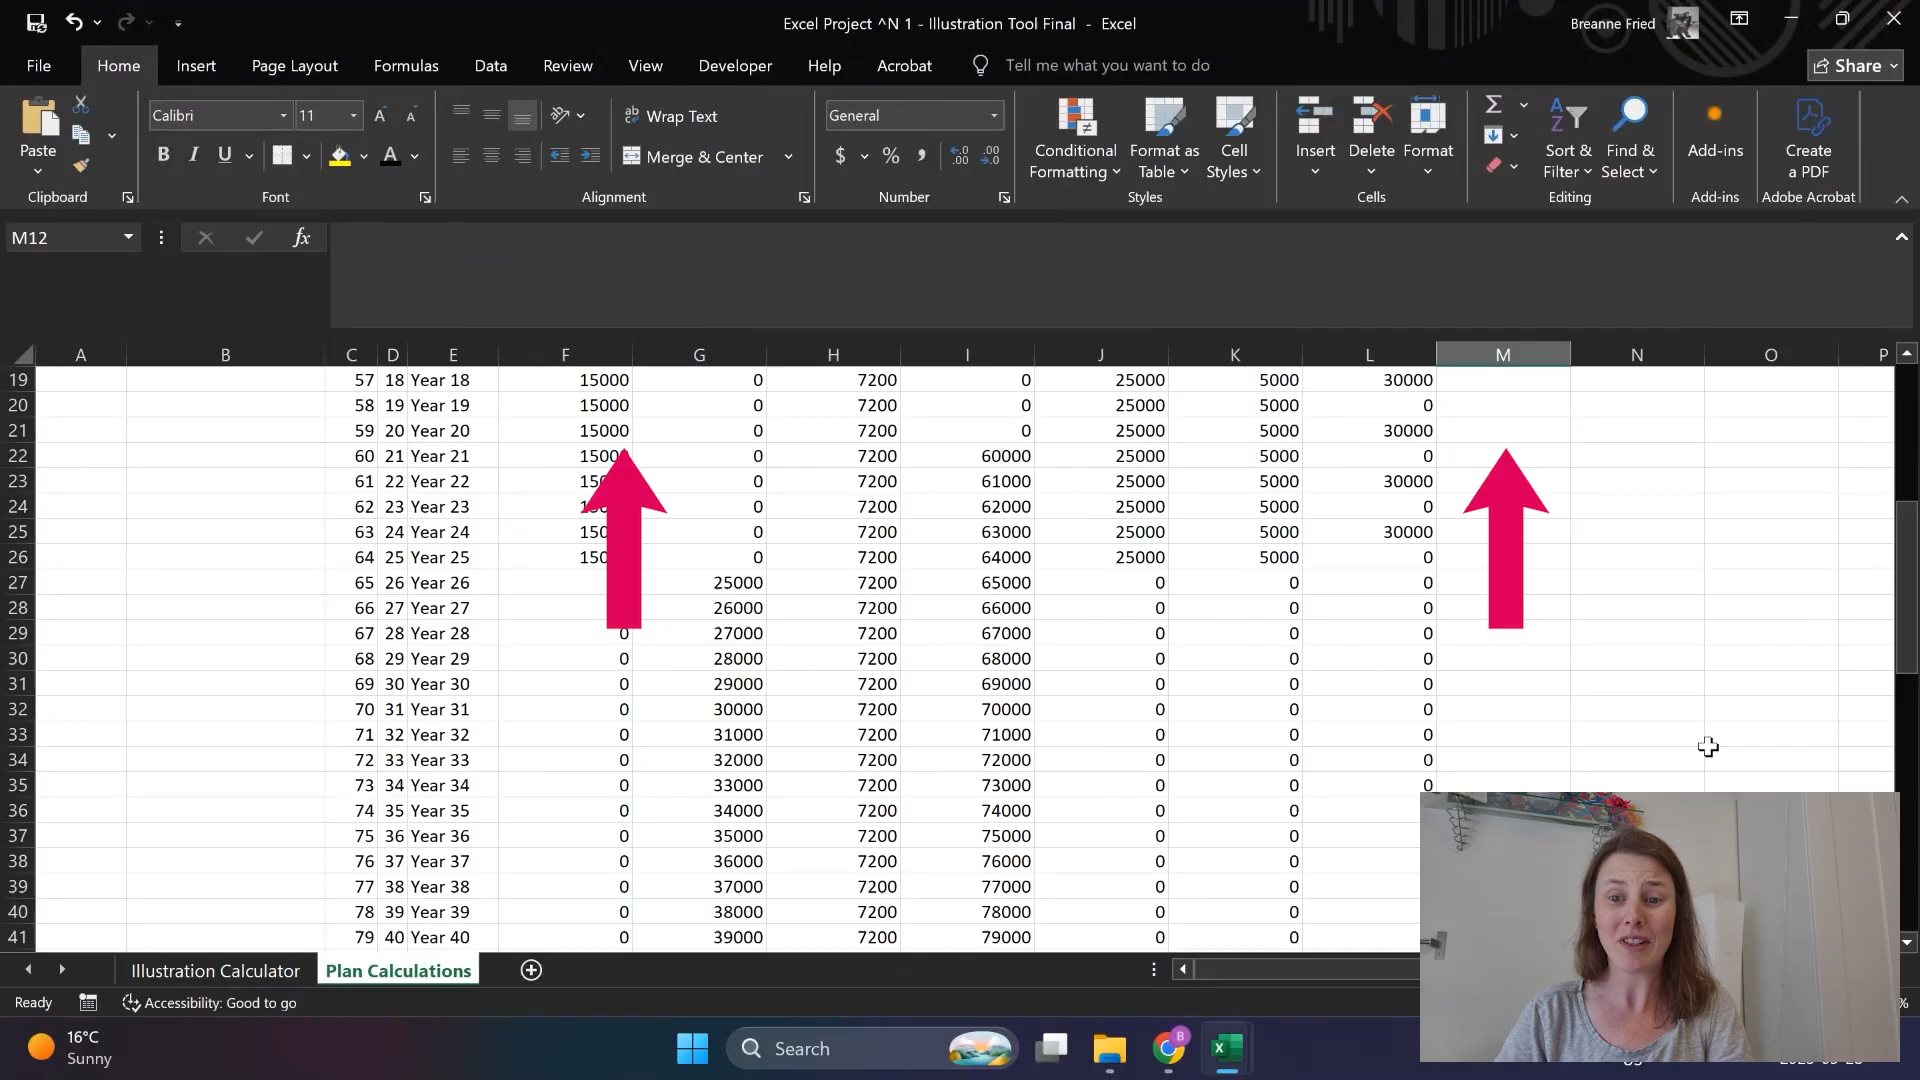 Excel Project ^N 1 - Illustration Tool Final - Excel
Breanne Fried
File Home Insert Page Layout Formulas Data Review View Developer Help Acrobat Tell me what you want to do Share
Calibri 11 Wrap Text General
Paste B I U Merge & Center $ % Conditional Formatting Format as Table Cell Styles Insert Delete Format Sort & Filter Find & Select Add-ins Create a PDF
Clipboard Font Alignment Number Styles Cells Editing Add-ins Adobe Acrobat
M12 fx
A B C D E F G H I J K L M N O P
19 57 18 Year 18 15000 0 7200 0 25000 5000 30000
20 58 19 Year 19 15000 0 7200 0 25000 5000 0
21 59 20 Year 20 15000 0 7200 0 25000 5000 30000
22 60 21 Year 21 1500 0 7200 60000 25000 5000 0
23 61 22 Year 22 0 7200 61000 25000 5000 30000
24 62 23 Year 23 0 7200 62000 25000 5000 0
25 63 24 Year 24 150 0 7200 63000 25000 5000 30000
26 64 25 Year 25 150 0 7200 64000 25000 5000 0
27 65 26 Year 26 25000 7200 65000 0 0 0
28 66 27 Year 27 26000 7200 66000 0 0 0
29 67 28 Year 28 0 27000 7200 67000 0 0 0
30 68 29 Year 29 0 28000 7200 68000 0 0 0
31 69 30 Year 30 0 29000 7200 69000 0 0 0
32 70 31 Year 31 0 30000 7200 70000 0 0 0
33 71 32 Year 32 0 31000 7200 71000 0 0 0
34 72 33 Year 33 0 32000 7200 72000 0 0 0
35 73 34 Year 34 0 33000 7200 73000 0 0 0
36 74 35 Year 35 0 34000 7200 74000 0 0
37 75 36 Year 36 0 35000 7200 75000 0 0
38 76 37 Year 37 0 36000 7200 76000 0 0
39 77 38 Year 38 0 37000 7200 77000 0 0
40 78 39 Year 39 0 38000 7200 78000 0 0
41 79 40 Year 40 0 39000 7200 79000 0 0
Illustration Calculator Plan Calculations
Ready Accessibility: Good to go %
16°C
Sunny
Search
B